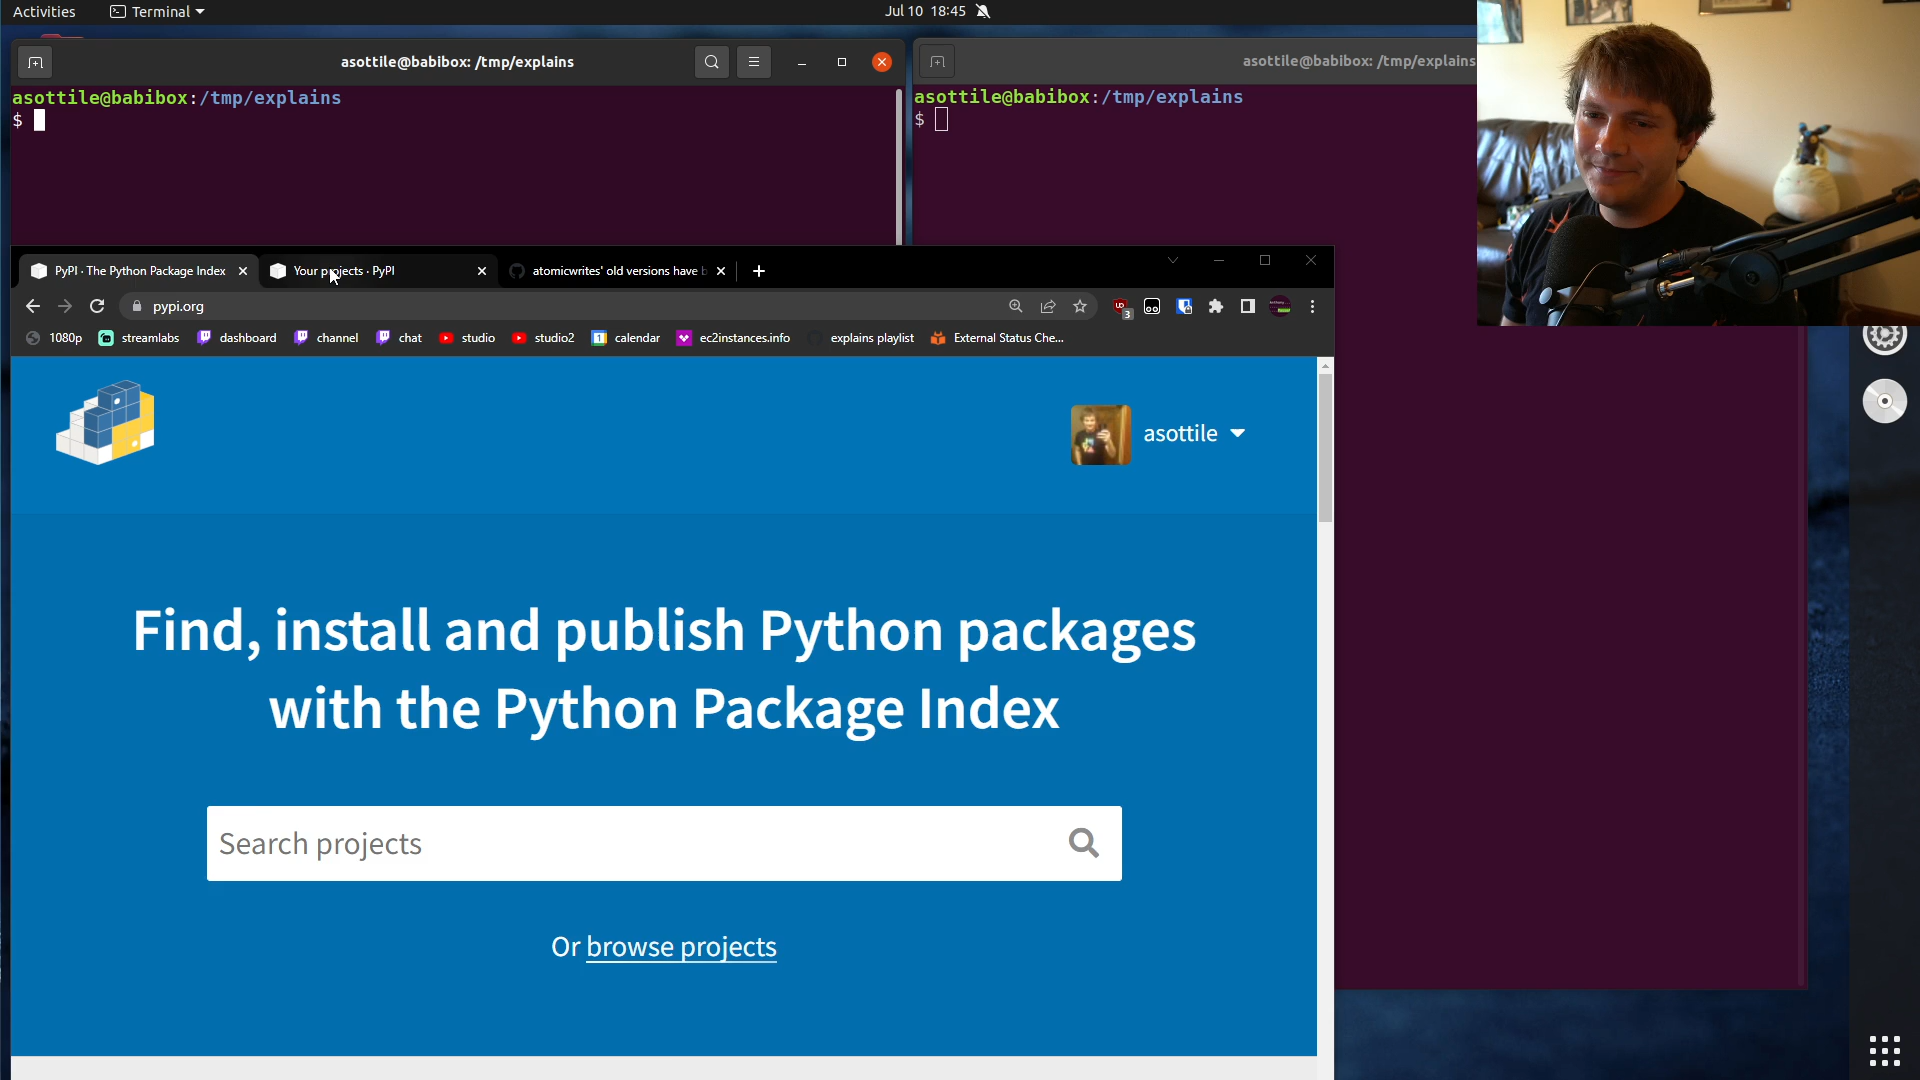 Activities
Terminal
Jul 10 18:45
asottile@babibox: /tmp/explains
asottile@babibox: /tmp/explains
asottile@babibox:/tmp/explains
$
asottile@babibox:/tmp/explains
$
PyPI · The Python Package Index
Your projects · PyPI
atomicwrites' old versions have b
pypi.org
3
1080p
streamlabs
dashboard
channel
chat
studio
studio2
calendar
ec2instances.info
explains playlist
External Status Che...
asottile
Find, install and publish Python packages
with the Python Package Index
Search projects
Or browse projects